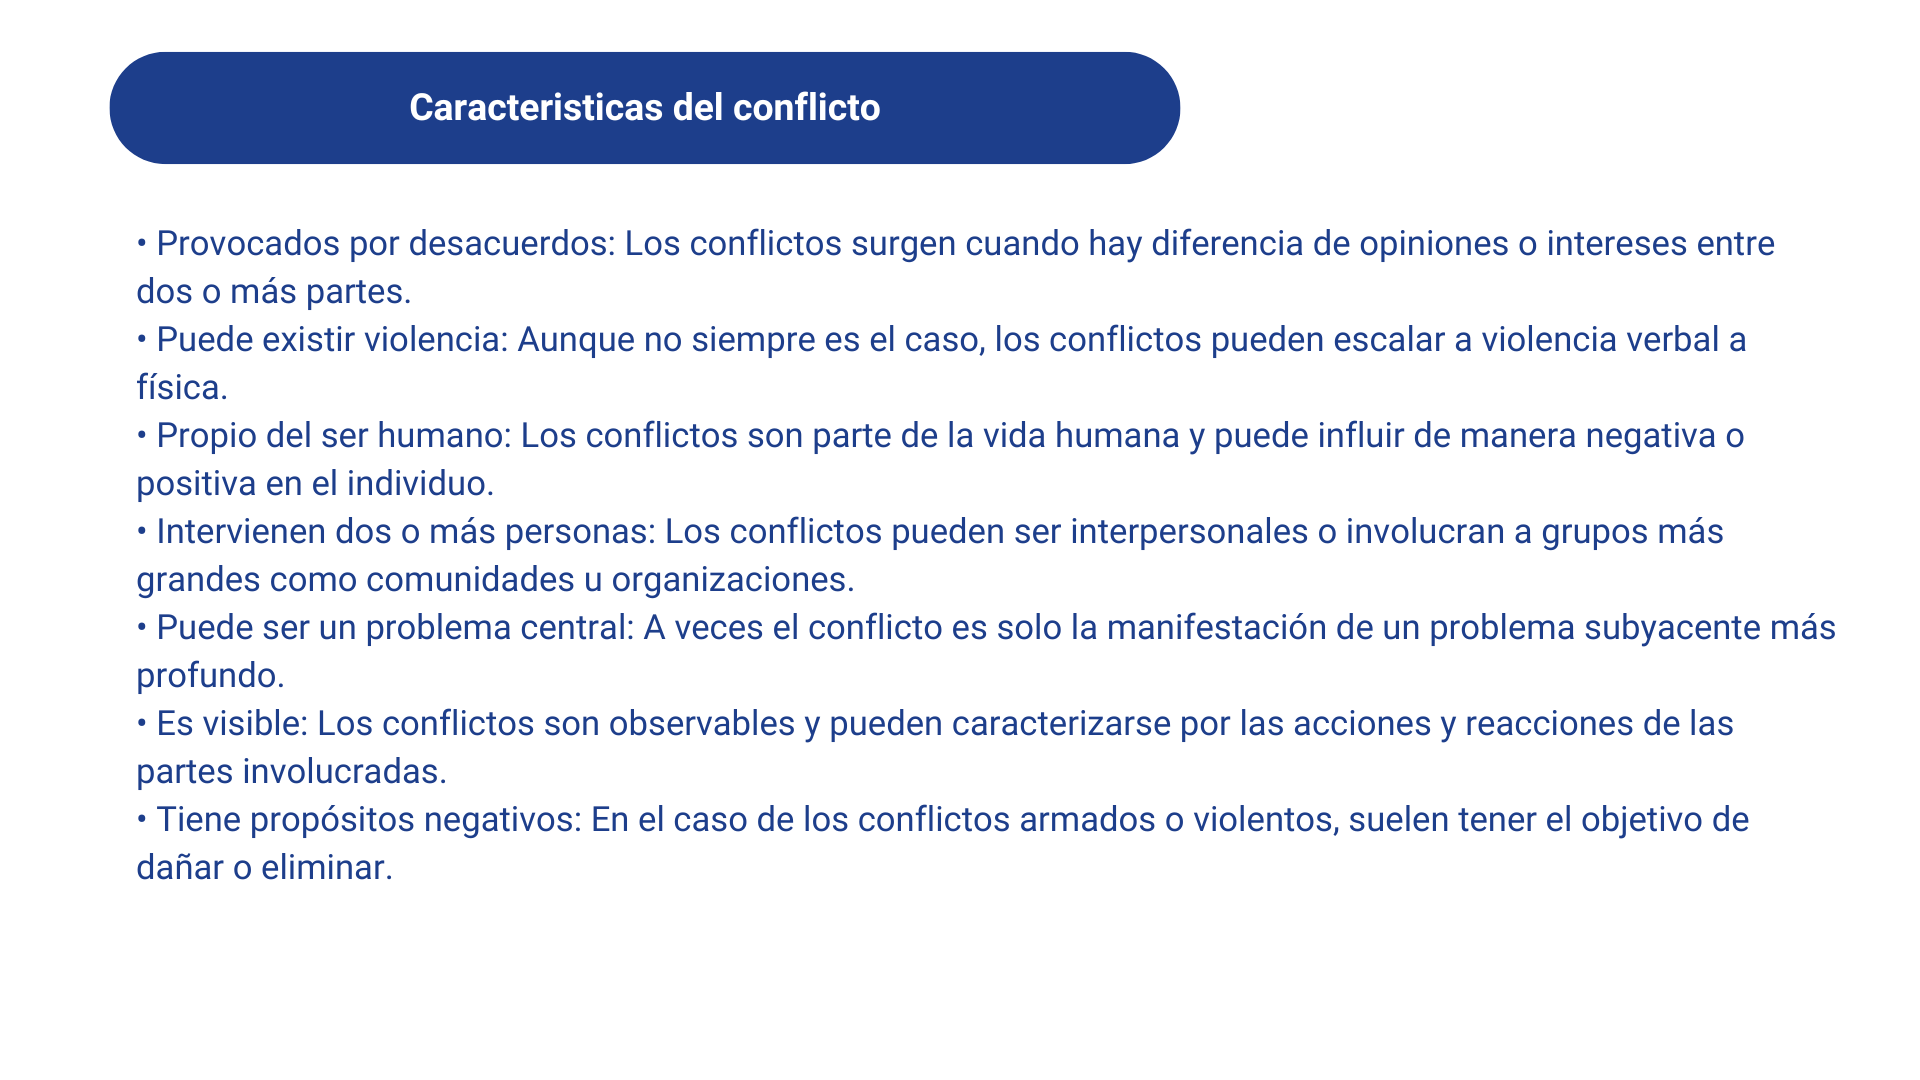 Caracteristicas del conflicto
• Provocados por desacuerdos: Los conflictos surgen cuando hay diferencia de opiniones o intereses entre
dos o más partes.
• Puede existir violencia: Aunque no siempre es el caso, los conflictos pueden escalar a violencia verbal a
física.
• Propio del ser humano: Los conflictos son parte de la vida humana y puede influir de manera negativa o
positiva en el individuo.
• Intervienen dos o más personas: Los conflictos pueden ser interpersonales o involucran a grupos más
grandes como comunidades u organizaciones.
• Puede ser un problema central: A veces el conflicto es solo la manifestación de un problema subyacente más
profundo.
• Es visible: Los conflictos son observables y pueden caracterizarse por las acciones y reacciones de las
partes involucradas.
• Tiene propósitos negativos: En el caso de los conflictos armados o violentos, suelen tener el objetivo de
dañar o eliminar.